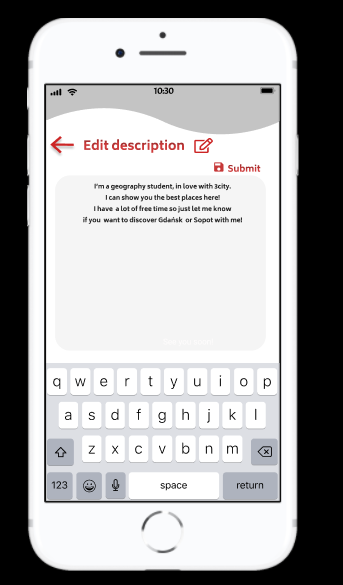 10:30
Edit description
Submit
I'm a geography student, in love with 3city.
I can show you the best places here!
I have a lot of free time so just let me know
if you want to discover Gdańsk or Sopot with me!
q w e r t y u i o p
a s d f g h j k l
z x c v b n m
123 space return